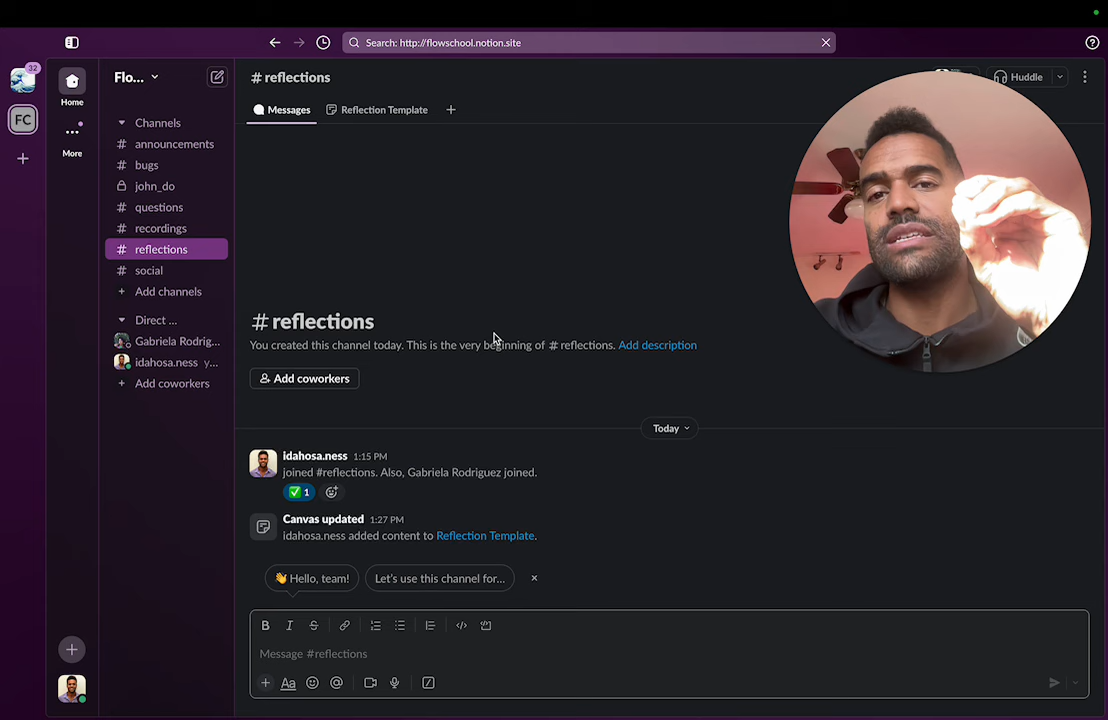 Search: http://flowschool.notion.site
32
Flo...
# reflections
Huddle
Home
FC
Messages
Reflection Template
More
Channels
# announcements
# bugs
john_do
# questions
# recordings
# reflections
# social
+ Add channels
Direct ...
Gabriela Rodrig...
idahosa.ness y...
+ Add coworkers
# reflections
You created this channel today. This is the very beginning of # reflections. Add description
Add coworkers
Today
idahosa.ness 1:15 PM
joined #reflections. Also, Gabriela Rodriguez joined.
1
Canvas updated 1:27 PM
idahosa.ness added content to Reflection Template.
👋 Hello, team!
Let's use this channel for...
B I S
Message #reflections
Aa